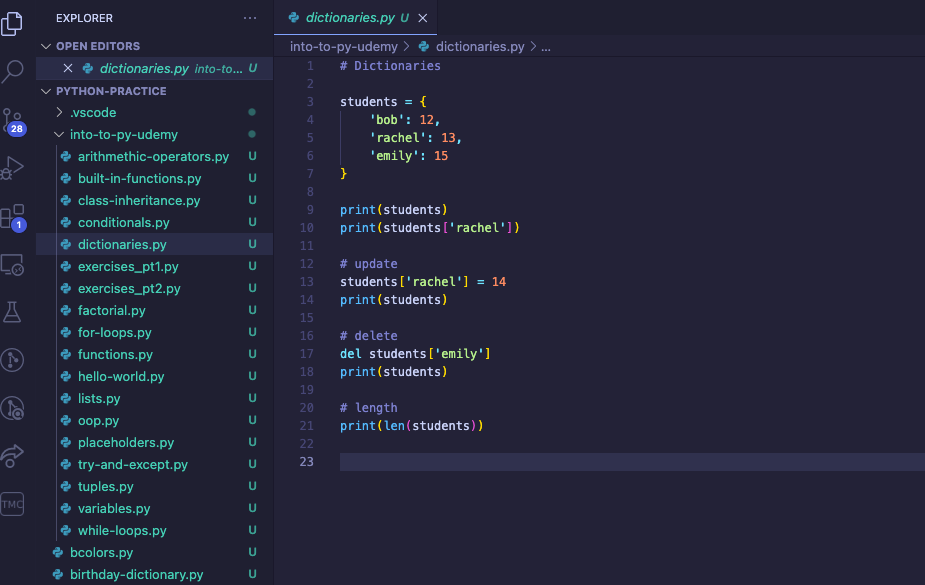 EXPLORER ...
OPEN EDITORS
dictionaries.py into-to... U
PYTHON-PRACTICE
.vscode
into-to-py-udemy
arithmethic-operators.py U
built-in-functions.py U
class-inheritance.py U
conditionals.py U
dictionaries.py U
exercises_pt1.py U
exercises_pt2.py U
factorial.py U
for-loops.py U
functions.py U
hello-world.py U
lists.py U
oop.py U
placeholders.py U
try-and-except.py U
tuples.py U
variables.py U
while-loops.py U
bcolors.py U
birthday-dictionary.py U
28
1
TMC
dictionaries.py U
into-to-py-udemy > dictionaries.py > ...
1 # Dictionaries
2
3 students = {
4 'bob': 12,
5 'rachel': 13,
6 'emily': 15
7 }
8
9 print(students)
10 print(students['rachel'])
11
12 # update
13 students['rachel'] = 14
14 print(students)
15
16 # delete
17 del students['emily']
18 print(students)
19
20 # length
21 print(len(students))
22
23